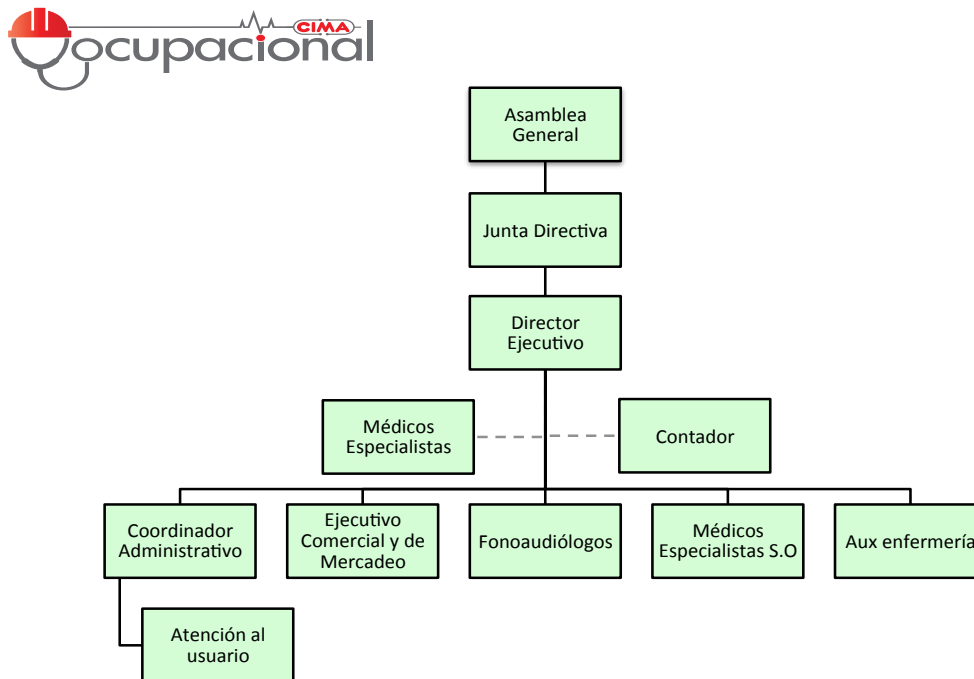 CIMA
ocupacional
Asamblea
General
Junta Directiva
Director
Ejecutivo
Médicos
Especialistas
Contador
Coordinador
Administrativo
Ejecutivo
Comercial y de
Mercadeo
Fonoaudiólogos
Médicos
Especialistas S.O
Aux enfermería
Atención al
usuario